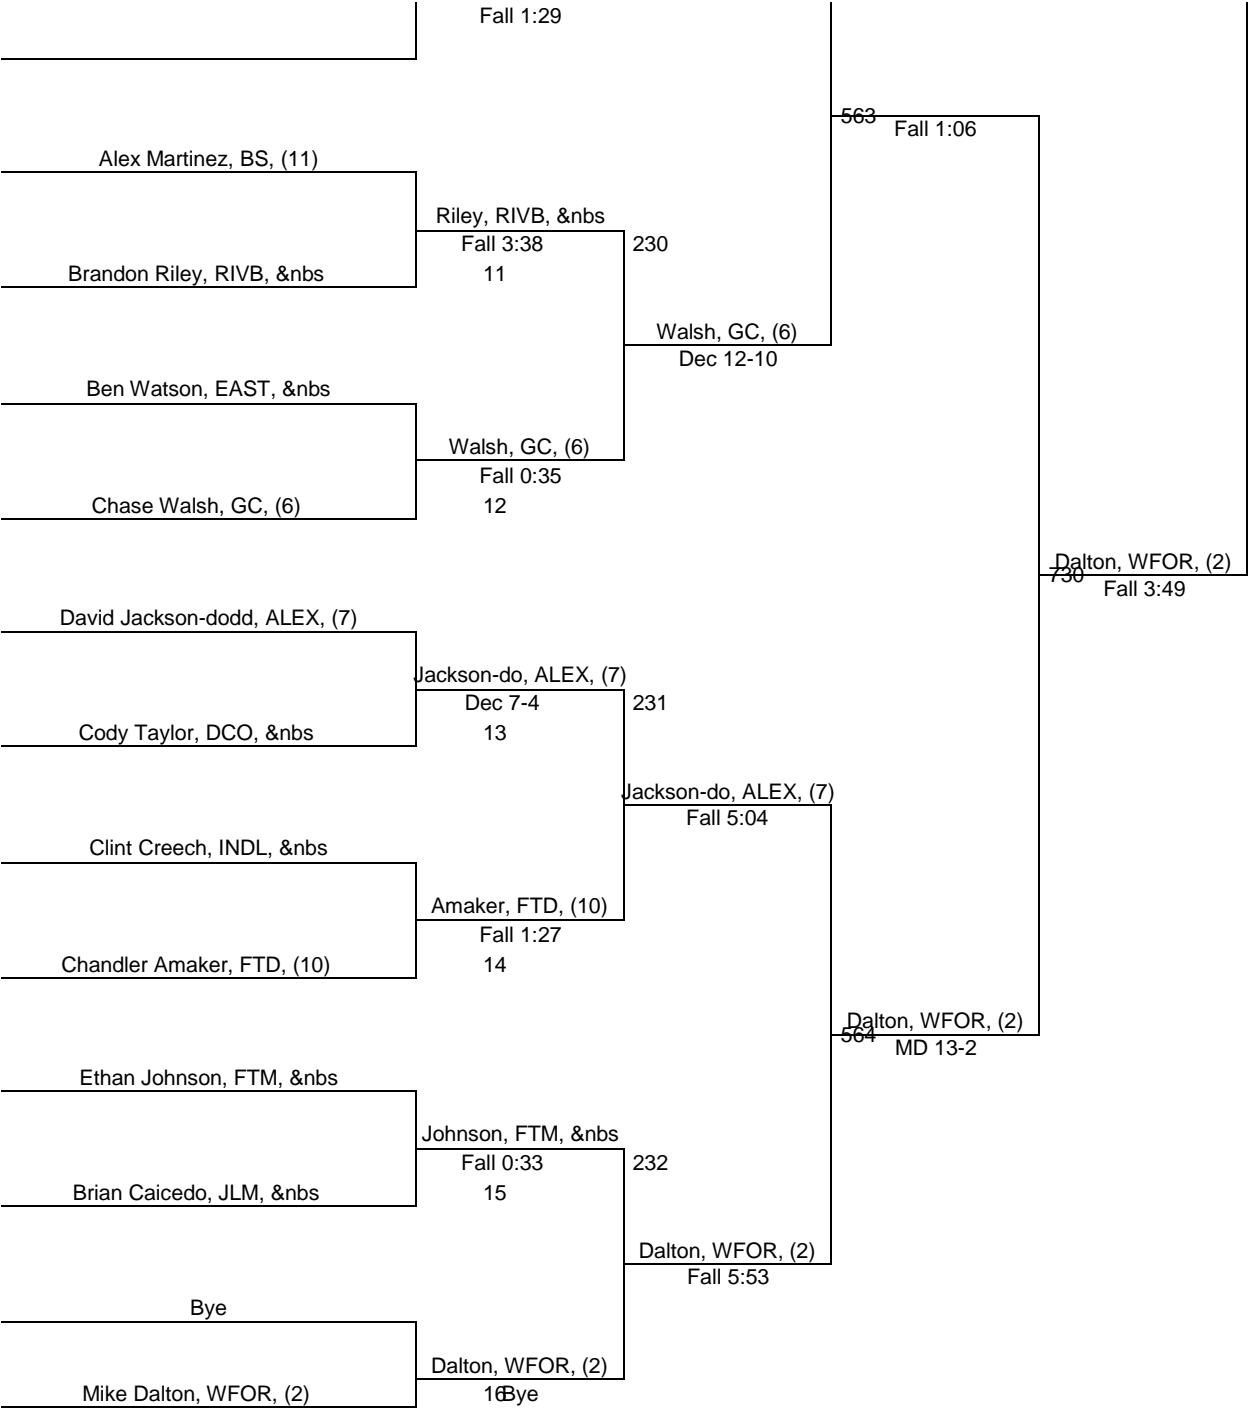 Fall 1:29
563
Fall 1:06
Alex Martinez, BS, (11)
Riley, RIVB, &nbs
Fall 3:38
230
11
Brandon Riley, RIVB, &nbs
Walsh, GC, (6)
Dec 12-10
Ben Watson, EAST, &nbs
Walsh, GC, (6)
Fall 0:35
12
Chase Walsh, GC, (6)
Dalton, WFOR, (2)
730
Fall 3:49
David Jackson-dodd, ALEX, (7)
Jackson-do, ALEX, (7)
Dec 7-4
231
13
Cody Taylor, DCO, &nbs
Jackson-do, ALEX, (7)
Fall 5:04
Clint Creech, INDL, &nbs
Amaker, FTD, (10)
Fall 1:27
14
Chandler Amaker, FTD, (10)
Dalton, WFOR, (2)
564
MD 13-2
Ethan Johnson, FTM, &nbs
Johnson, FTM, &nbs
Fall 0:33
232
15
Brian Caicedo, JLM, &nbs
Dalton, WFOR, (2)
Fall 5:53
Bye
Dalton, WFOR, (2)
16
Bye
Mike Dalton, WFOR, (2)